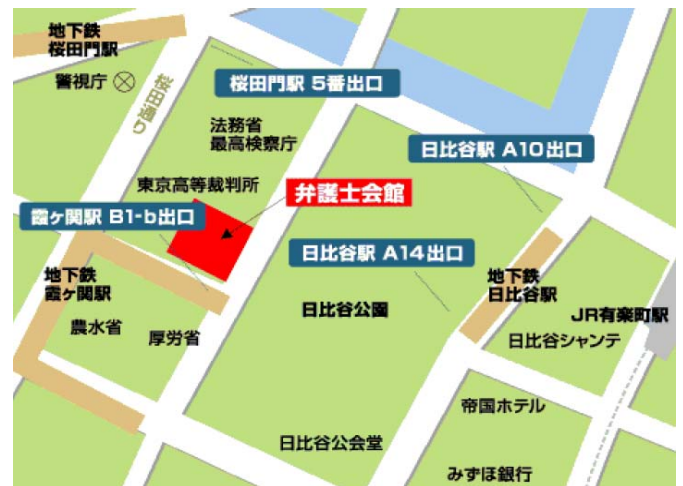 地下鉄
桜田門駅
警視庁
桜田通り
桜田門駅 5番出口
法務省
最高検察庁
日比谷駅 A10出口
東京高等裁判所
弁護士会館
霞ヶ関駅 B1-b出口
日比谷駅 A14出口
地下鉄
霞ヶ関駅
地下鉄
日比谷駅
日比谷公園
JR有楽町駅
農水省
厚労省
日比谷シャンテ
帝国ホテル
日比谷公会堂
みずほ銀行